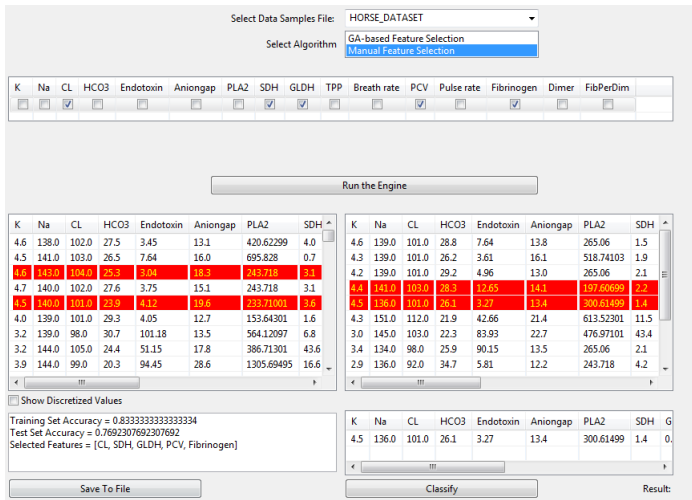 Select Data Samples File: HORSE_DATASET
Select Algorithm GA-based Feature Selection
Manual Feature Selection
K Na CL HCO3 Endotoxin Aniongap PLA2 SDH GLDH TPP Breath rate PCV Pulse rate Fibrinogen Dimer FibPerDim
Run the Engine
K Na CL HCO3 Endotoxin Aniongap PLA2 SDH
4.6 138.0 102.0 27.5 3.45 13.1 420.62299 4.0
4.5 141.0 103.0 26.5 7.64 16.0 695.828 0.7
4.6 143.0 104.0 25.3 3.04 18.3 243.718 3.1
4.7 140.0 102.0 27.6 3.75 15.1 243.718 3.1
4.5 140.0 101.0 23.9 4.12 19.6 233.71001 3.6
4.0 139.0 101.0 29.3 4.05 12.7 153.64301 1.6
3.2 139.0 98.0 30.7 101.18 13.5 564.12097 6.8
3.2 144.0 105.0 24.4 51.15 17.8 386.71301 43.6
3.9 144.0 99.0 20.3 94.45 28.6 1305.69495 16.6
K Na CL HCO3 Endotoxin Aniongap PLA2 SDH
4.6 139.0 101.0 28.8 7.64 13.8 265.06 1.5
4.3 139.0 101.0 26.2 3.61 16.1 518.74103 1.9
4.2 139.0 101.0 29.2 4.96 13.0 265.06 2.1
4.4 141.0 103.0 28.3 12.65 14.1 197.60699 2.2
4.5 136.0 101.0 26.1 3.27 13.4 300.61499 1.4
4.3 151.0 112.0 21.9 42.66 21.4 613.52301 11.5
3.0 145.0 103.0 22.3 83.93 22.7 476.97101 43.4
3.4 134.0 98.0 25.9 90.15 13.5 265.06 2.1
2.9 136.0 92.0 34.7 5.81 12.2 243.718 4.2
Show Discretized Values
Training Set Accuracy = 0.8333333333333334
Test Set Accuracy = 0.7692307692307692
Selected Features = [CL, SDH, GLDH, PCV, Fibrinogen]
K Na CL HCO3 Endotoxin Aniongap PLA2 SDH G
4.5 136.0 101.0 26.1 3.27 13.4 300.61499 1.4 0.
Save To File
Classify
Result: